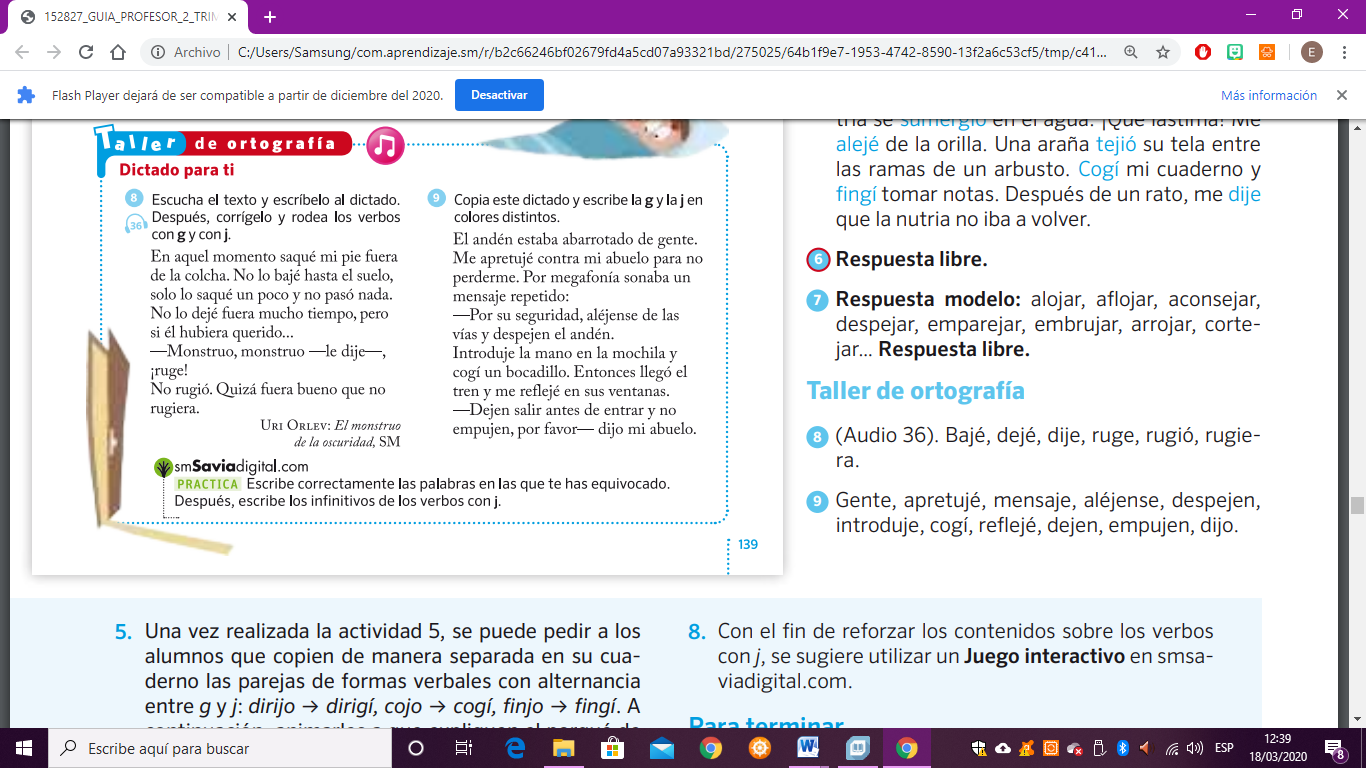 152827_GUIA_PROFESOR_2_TRIM
Archivo
C:/Users/Samsung/com.aprendizaje.sm/r/b2c66246bf02679fd4a5cd07a93321bd/275025/64b1f9e7-1953-4742-8590-13f2a6c53cf5/tmp/c41...
E
Flash Player dejará de ser compatible a partir de diciembre del 2020.
Desactivar
Más información
Taller de ortografía
Dictado para ti
8 Escucha el texto y escríbelo al dictado.
36 Después, corrígelo y rodea los verbos
con g y con j.
En aquel momento saqué mi pie fuera
de la colcha. No lo bajé hasta el suelo,
solo lo saqué un poco y no pasó nada.
No lo dejé fuera mucho tiempo, pero
si él hubiera querido...
—Monstruo, monstruo —le dije—,
¡ruge!
No rugió. Quizá fuera bueno que no
rugiera.
URI ORLEV: El monstruo
de la oscuridad, SM
9 Copia este dictado y escribe la g y la j en
colores distintos.
El andén estaba abarrotado de gente.
Me apretujé contra mi abuelo para no
perderme. Por megafonía sonaba un
mensaje repetido:
—Por su seguridad, aléjense de las
vías y despejen el andén.
Introduje la mano en la mochila y
cogí un bocadillo. Entonces llegó el
tren y me reflejé en sus ventanas.
—Dejen salir antes de entrar y no
empujen, por favor— dijo mi abuelo.
smSaviadigital.com
PRACTICA Escribe correctamente las palabras en las que te has equivocado.
Después, escribe los infinitivos de los verbos con j.
139
tria se sumergió en el agua. ¡Qué lástima! Me
alejé de la orilla. Una araña tejió su tela entre
las ramas de un arbusto. Cogí mi cuaderno y
fingí tomar notas. Después de un rato, me dije
que la nutria no iba a volver.
6 Respuesta libre.
7 Respuesta modelo: alojar, aflojar, aconsejar,
despejar, emparejar, embrujar, arrojar, corte-
jar... Respuesta libre.
Taller de ortografía
8 (Audio 36). Bajé, dejé, dije, ruge, rugió, rugie-
ra.
9 Gente, apretujé, mensaje, aléjense, despejen,
introduje, cogí, reflejé, dejen, empujen, dijo.
5. Una vez realizada la actividad 5, se puede pedir a los
alumnos que copien de manera separada en su cua-
derno las parejas de formas verbales con alternancia
entre g y j: dirijo → dirigí, cojo → cogí, finjo → fingí. A
continuación, animarlos a que expliquen el porqué de
8. Con el fin de reforzar los contenidos sobre los verbos
con j, se sugiere utilizar un Juego interactivo en smsa-
viadigital.com.
Para terminar
Escribe aquí para buscar
ESP
12:39
18/03/2020
8